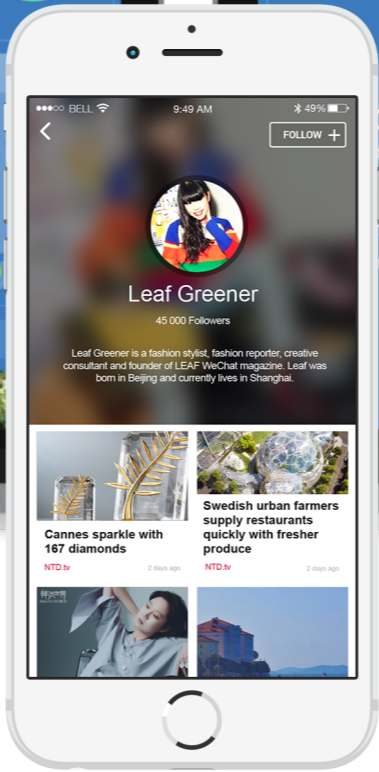 BELL
9:49 AM
49%
FOLLOW +
Leaf Greener
45 000 Followers
Leaf Greener is a fashion stylist, fashion reporter, creative
consultant and founder of LEAF WeChat magazine. Leaf was
born in Beijing and currently lives in Shanghai.
Cannes sparkle with
167 diamonds
NTD.tv
2 days ago
Swedish urban farmers
supply restaurants
quickly with fresher
produce
NTD.tv
2 days ago